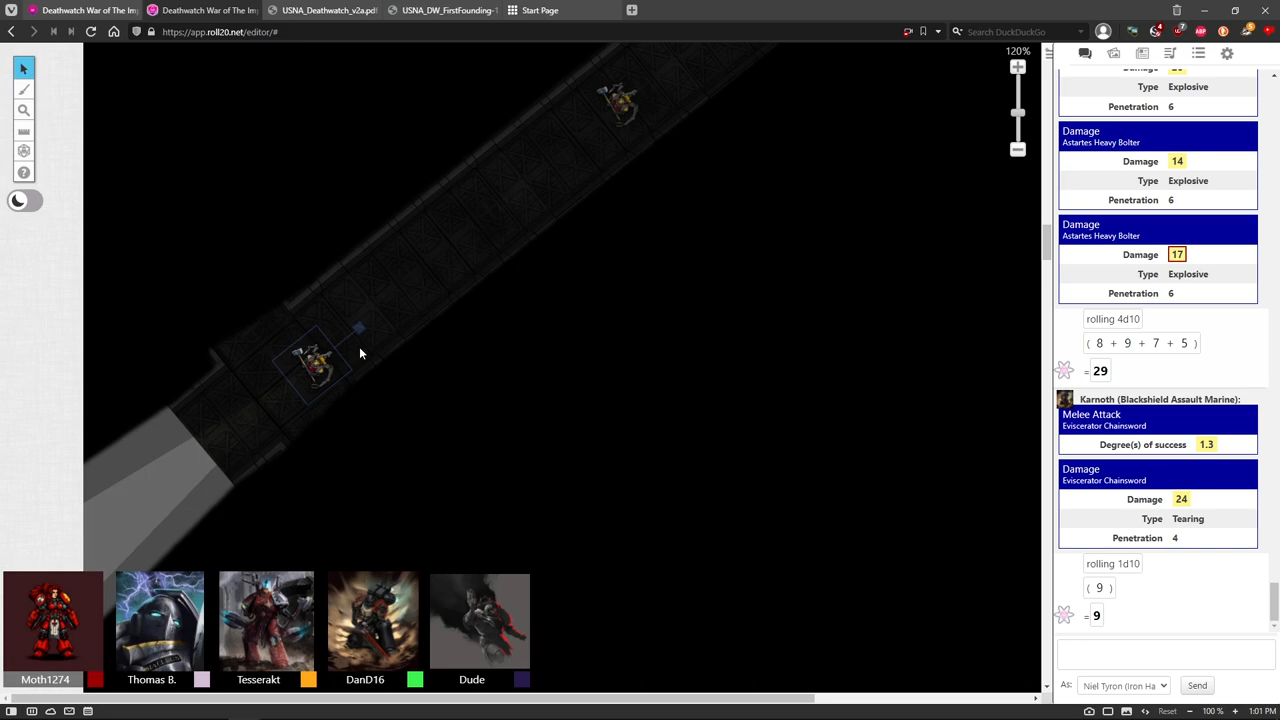 Deathwatch War of The Im
Deathwatch War of The Im
USNA_Deathwatch_v2a.pd
USNA_DW_FirstFounding-1
Start Page
https://app.roll20.net/editor/#
Search DuckDuckGo
120%
Damage
Type Explosive
Penetration 6
Damage
Astartes Heavy Bolter
Damage 14
Type Explosive
Penetration 6
Damage
Astartes Heavy Bolter
Damage 17
Type Explosive
Penetration 6
rolling 4d10
( 8 + 9 + 7 + 5 )
= 29
Karnoth (Blackshield Assault Marine):
Melee Attack
Eviscerator Chainsword
Degree(s) of success 1.3
Damage
Eviscerator Chainsword
Damage 24
Type Tearing
Penetration 4
rolling 1d10
( 9 )
= 9
Moth1274
Thomas B.
Tesserakt
DanD16
Dude
As: Niel Tyron (Iron Ha
Send
Reset
100 %
1:01 PM